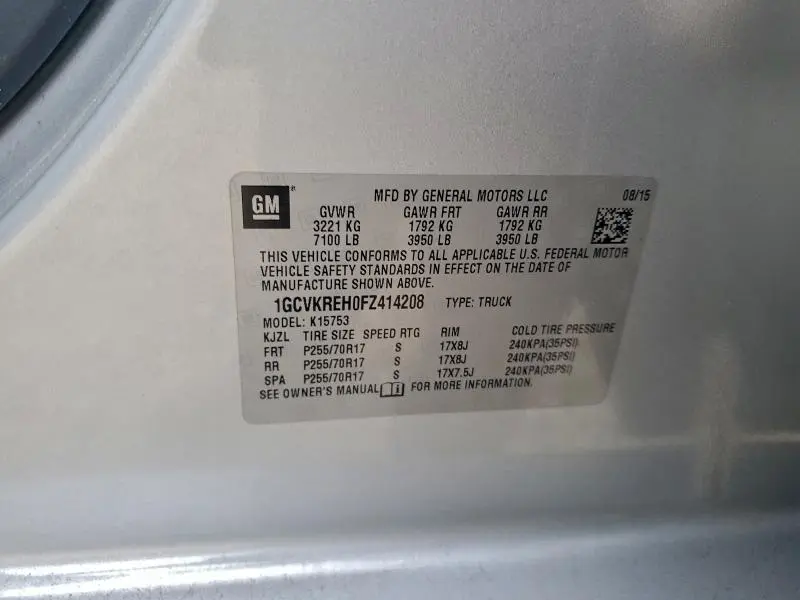 GM
MFD BY GENERAL MOTORS LLC 08/15
GVWR GAWR FRT GAWR RR
3221 KG 1792 KG 1792 KG
7100 LB 3950 LB 3950 LB
THIS VEHICLE CONFORMS TO ALL APPLICABLE U.S. FEDERAL MOTOR
VEHICLE SAFETY STANDARDS IN EFFECT ON THE DATE OF
MANUFACTURE SHOWN ABOVE.
1GCVKREH0FZ414208 TYPE: TRUCK
MODEL: K15753
KJZL TIRE SIZE SPEED RTG RIM COLD TIRE PRESSURE
FRT P255/70R17 S 17X8J 240KPA(35PSI)
RR P255/70R17 S 17X8J 240KPA(35PSI)
SPA P255/70R17 S 17X7.5J 240KPA(35PSI)
SEE OWNER'S MANUAL FOR MORE INFORMATION.